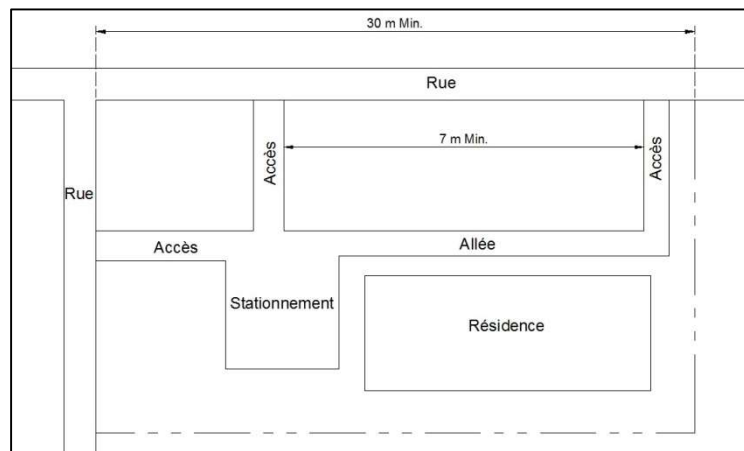 30 m Min.
Rue
7 m Min.
Accès
Accès
Rue
Accès
Allée
Stationnement
Résidence